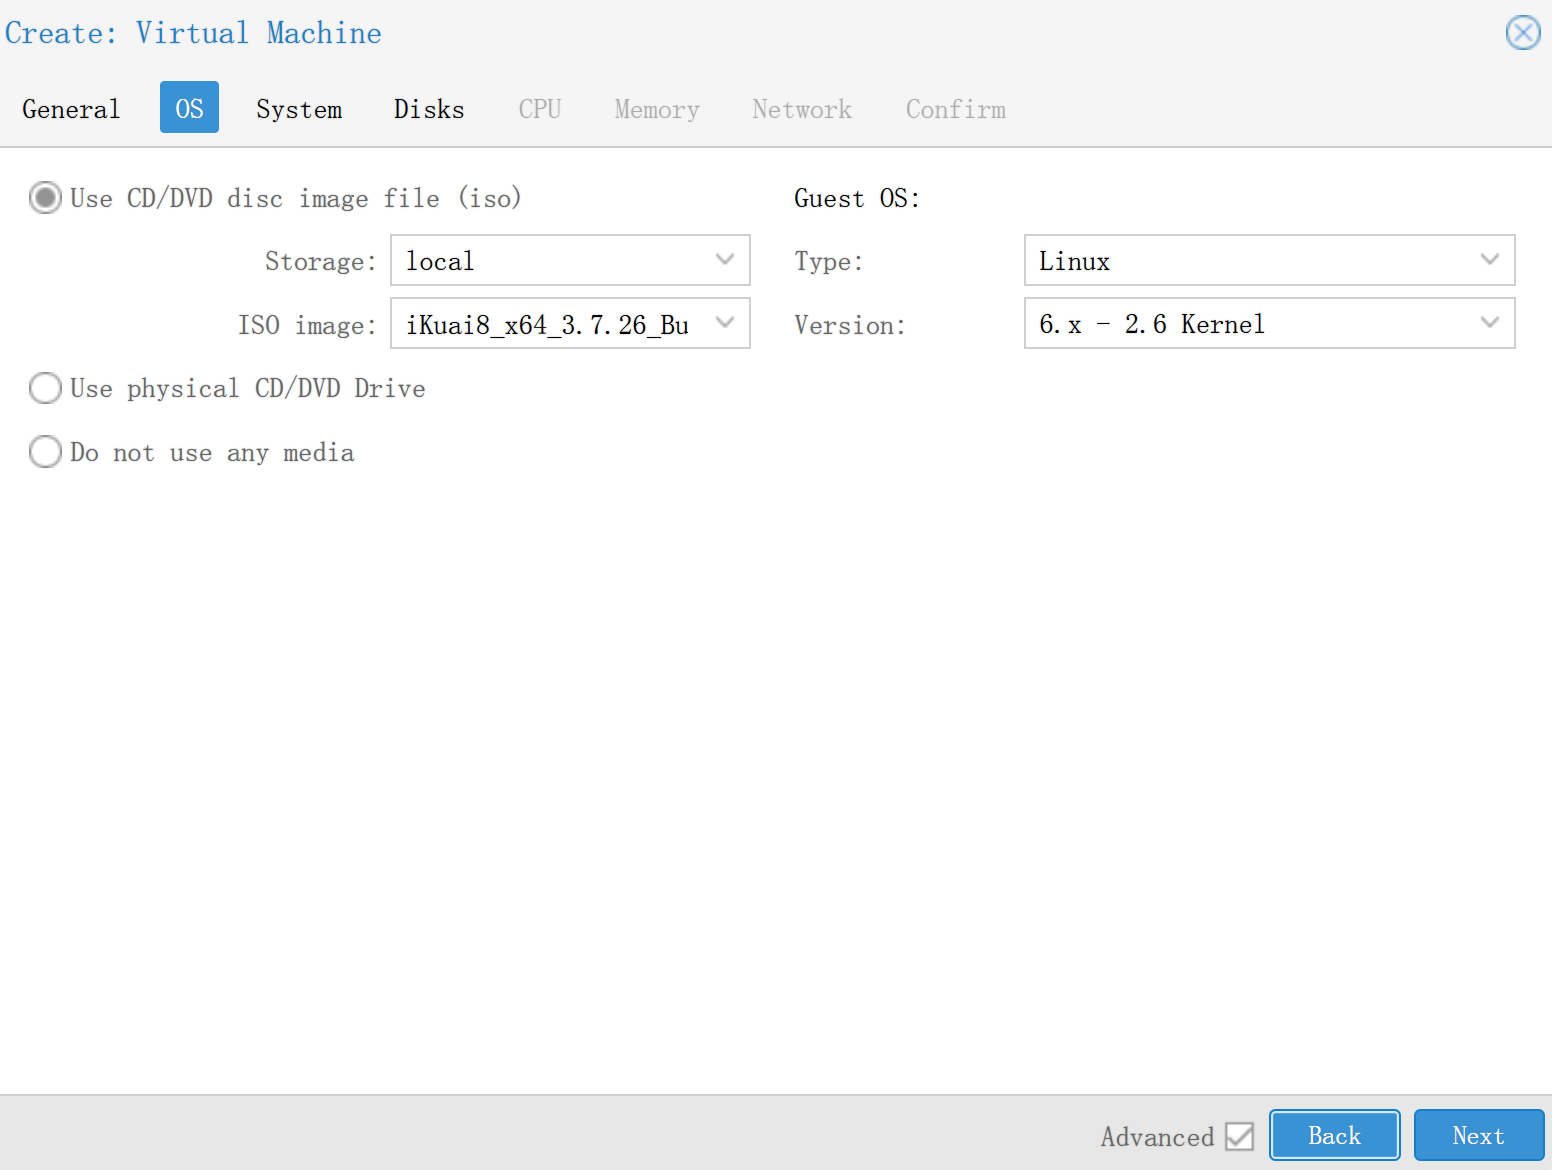 Create: Virtual Machine
General OS System Disks CPU Memory Network Confirm
Use CD/DVD disc image file (iso)
Storage: local
ISO image: iKuai8_x64_3.7.26_Bu
Use physical CD/DVD Drive
Do not use any media
Guest OS:
Type: Linux
Version: 6.x - 2.6 Kernel
Advanced Back Next